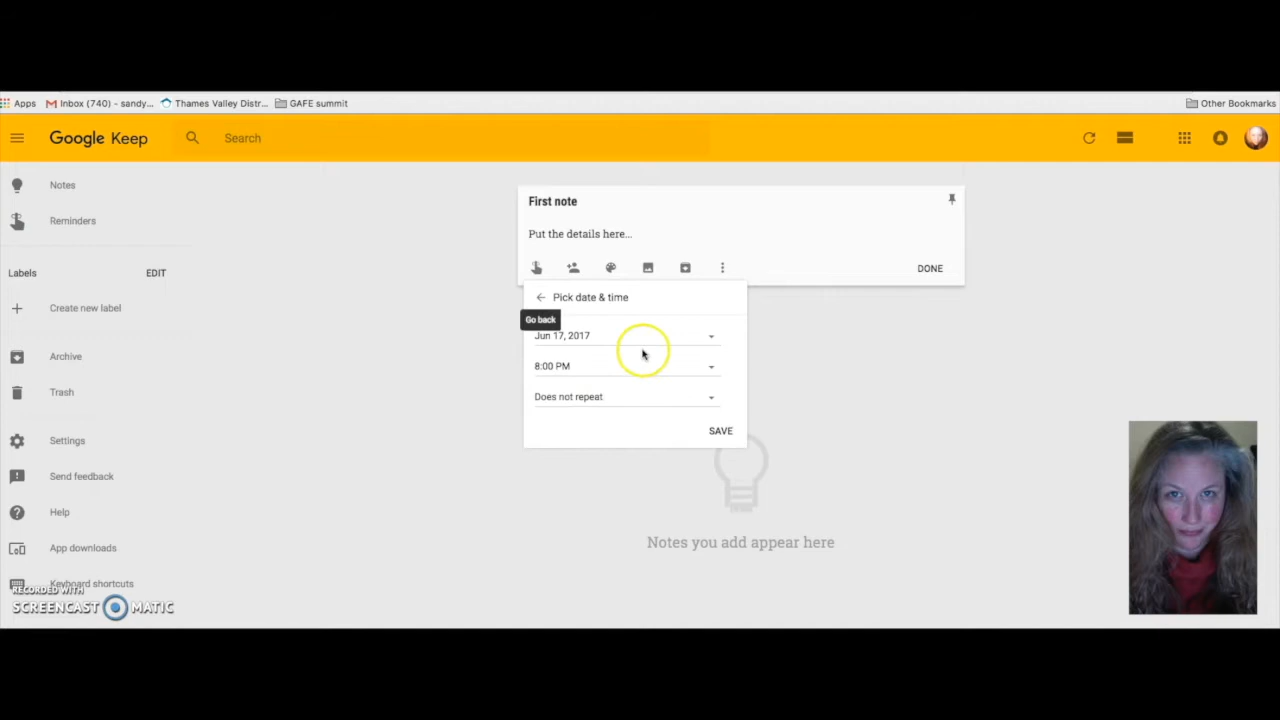 Apps Inbox (740) - sandy... Thames Valley Distr... GAFE summit Other Bookmarks
Google Keep Search
Notes
Reminders
Labels EDIT
Create new label
Archive
Trash
Settings
Send feedback
Help
App downloads
Keyboard shortcuts
First note
Put the details here...
DONE
Pick date & time
Go back
Jun 17, 2017
8:00 PM
Does not repeat
SAVE
Notes you add appear here
RECORDED WITH
SCREENCAST MATIC